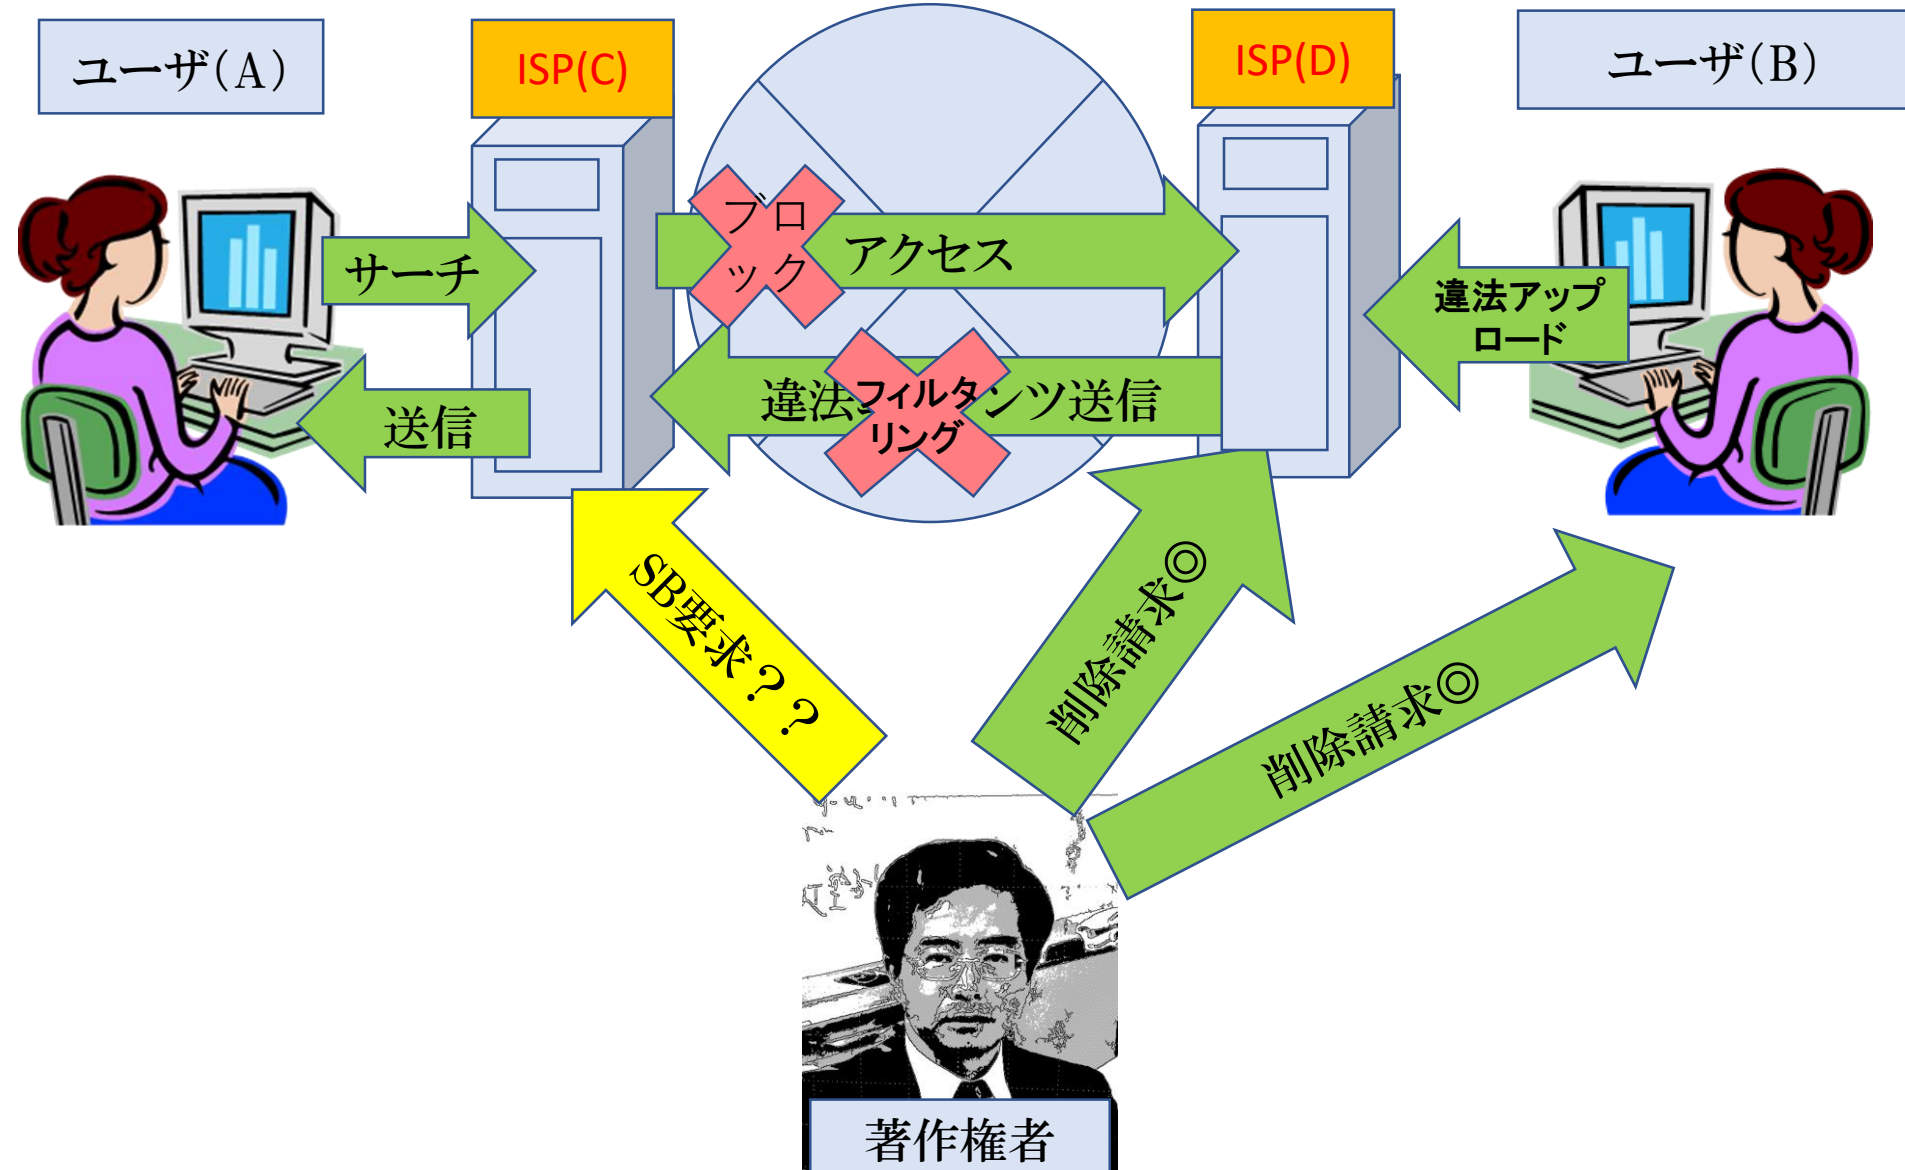 ユーザ(A)
ISP(C)
ISP(D)
ユーザ(B)
サーチ
ブロ
ック
アクセス
違法アップ
ロード
送信
違法
ンツ送信
フィルタ
リング
SB要求？？
削除請求◎
削除請求◎
著作権者